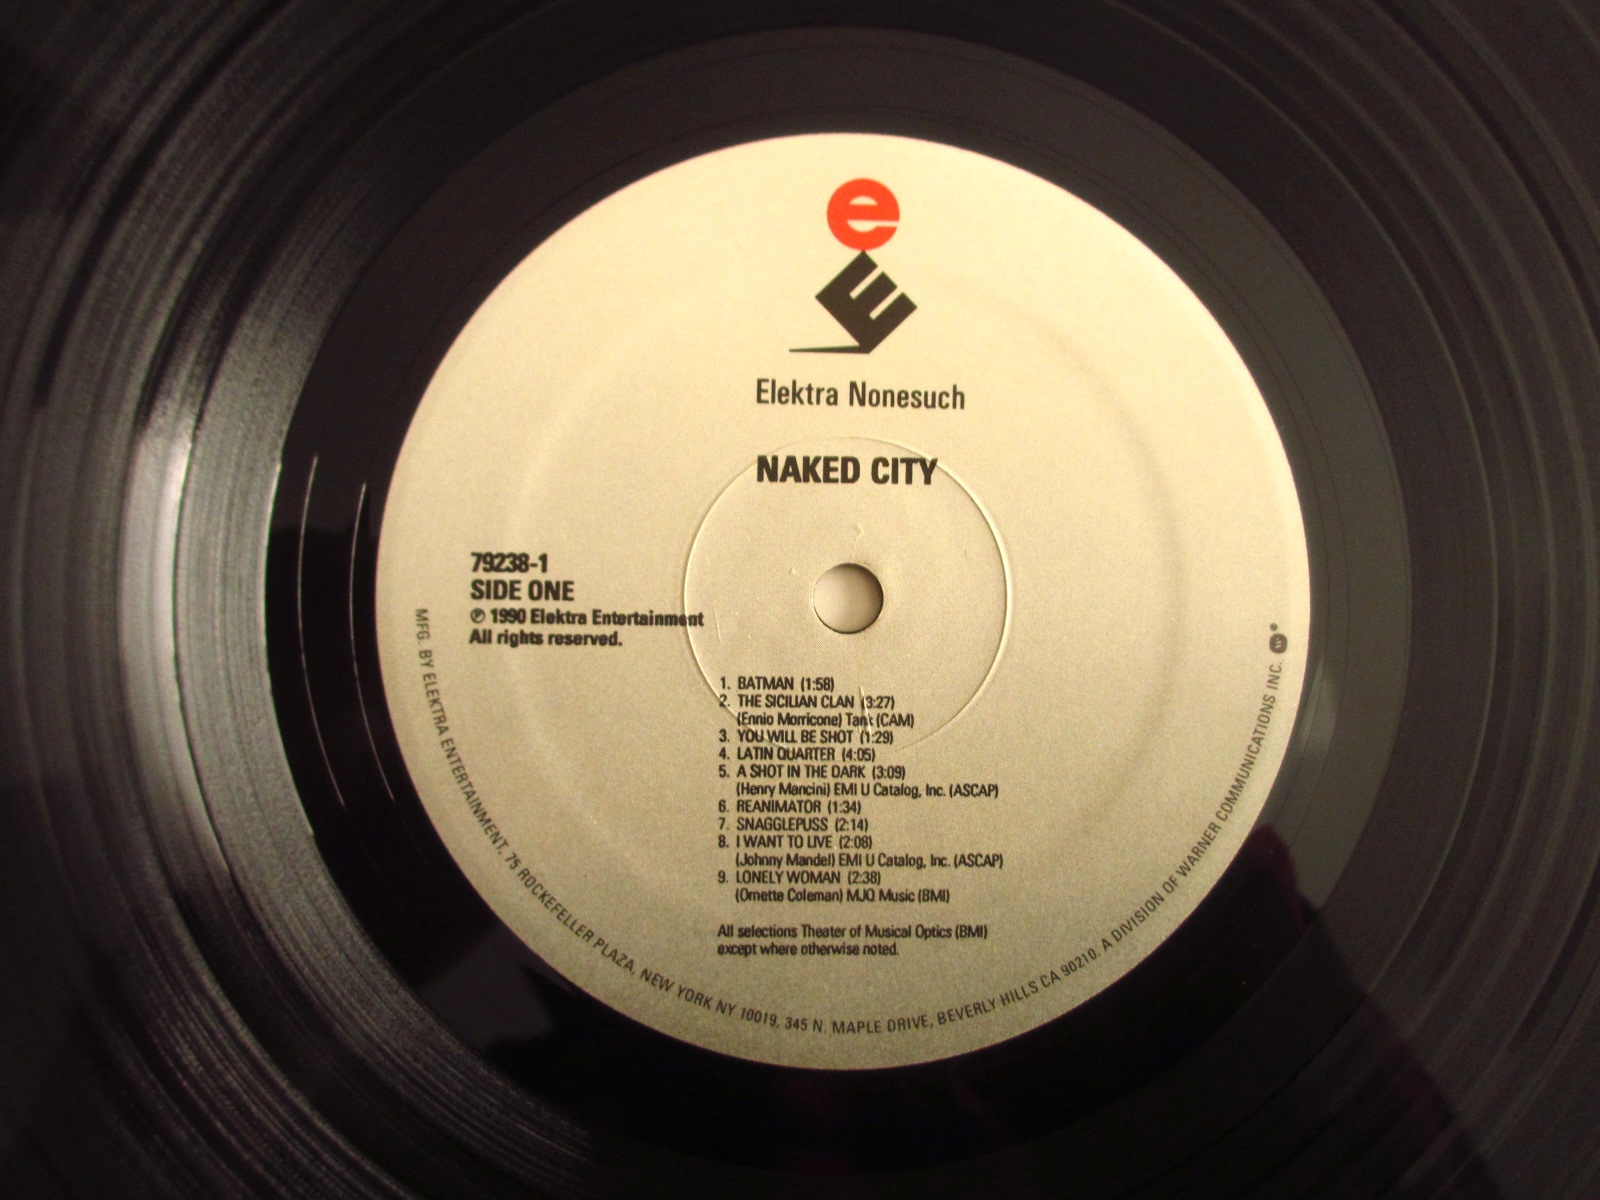 e
E
Elektra Nonesuch
NAKED CITY
79238-1
SIDE ONE
℗ 1990 Elektra Entertainment
All rights reserved.
1. BATMAN (1:58)
2. THE SICILIAN CLAN (3:27)
(Ennio Morricone) Tank (CAM)
3. YOU WILL BE SHOT (1:29)
4. LATIN QUARTER (4:05)
5. A SHOT IN THE DARK (3:09)
(Henry Mancini) EMI U Catalog, Inc. (ASCAP)
6. REANIMATOR (1:34)
7. SNAGGLEPUSS (2:14)
8. I WANT TO LIVE (2:08)
(Johnny Mandel) EMI U Catalog, Inc. (ASCAP)
9. LONELY WOMAN (2:38)
(Ornette Coleman) MJQ Music (BMI)
All selections Theater of Musical Optics (BMI)
except where otherwise noted.
MFG. BY ELEKTRA ENTERTAINMENT, 75 ROCKEFELLER PLAZA, NEW YORK NY 10019, 345 N. MAPLE DRIVE, BEVERLY HILLS CA 90210. A DIVISION OF WARNER COMMUNICATIONS INC.